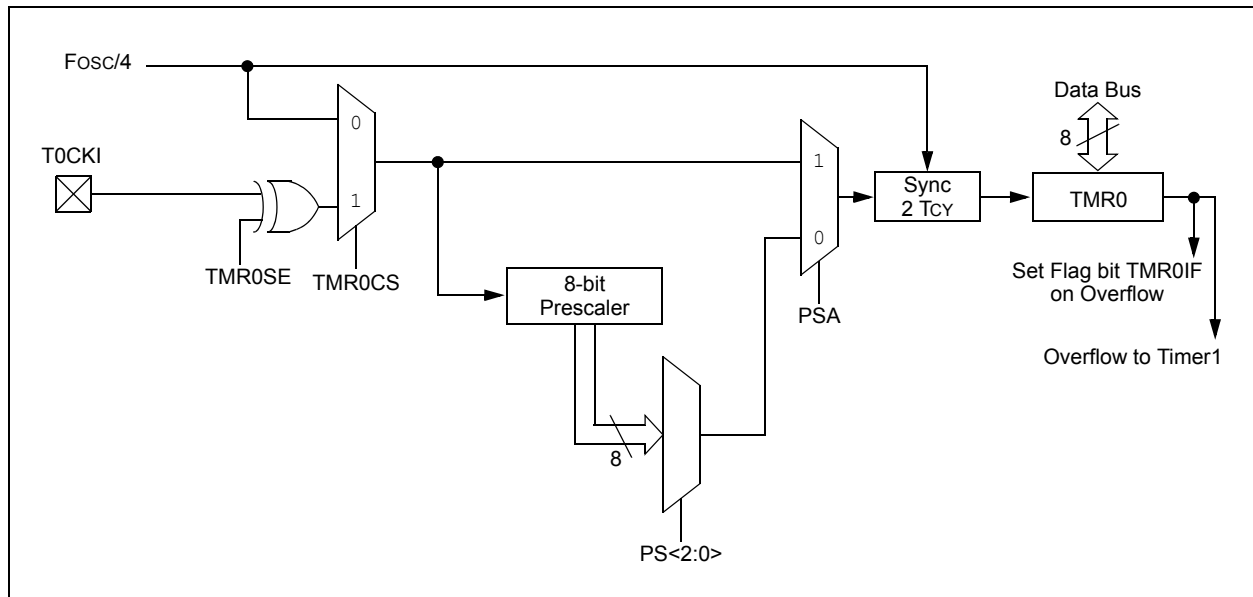 FOSC/4
Data Bus
8
T0CKI
0
1
1
0
Sync
2 TCY
TMR0
TMR0SE
TMR0CS
8-bit
Prescaler
PSA
Set Flag bit TMR0IF
on Overflow
Overflow to Timer1
8
PS<2:0>